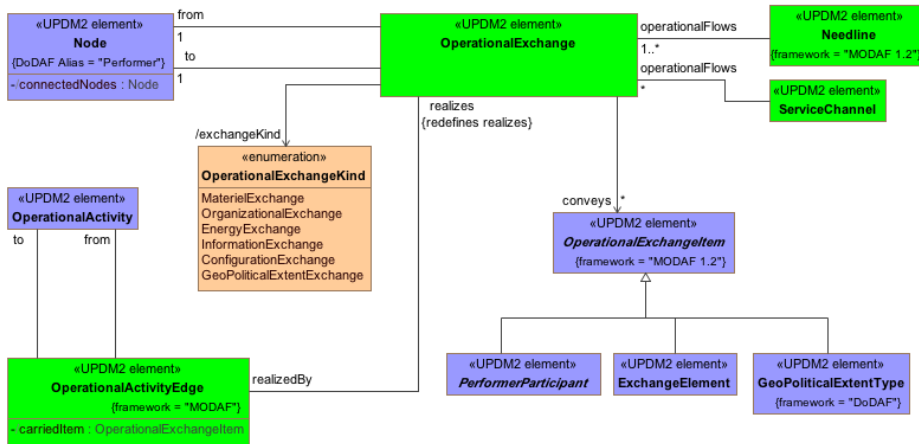 «UPDM2 element»
Node
{DoDAF Alias = "Performer"}
-/connectedNodes : Node
from
1
to
1
«UPDM2 element»
OperationalExchange
operationalFlows
1..*
operationalFlows
*
«UPDM2 element»
Needline
{framework = "MODAF 1.2"}
«UPDM2 element»
ServiceChannel
realizes
{redefines realizes}
/exchangeKind
«enumeration»
OperationalExchangeKind
MaterielExchange
OrganizationalExchange
EnergyExchange
InformationExchange
ConfigurationExchange
GeoPoliticalExtentExchange
«UPDM2 element»
OperationalActivity
to
from
conveys
*
«UPDM2 element»
OperationalExchangeItem
{framework = "MODAF 1.2"}
«UPDM2 element»
OperationalActivityEdge
{framework = "MODAF"}
-carriedItem : OperationalExchangeItem
realizedBy
«UPDM2 element»
PerformerParticipant
«UPDM2 element»
ExchangeElement
«UPDM2 element»
GeoPoliticalExtentType
{framework = "DoDAF"}